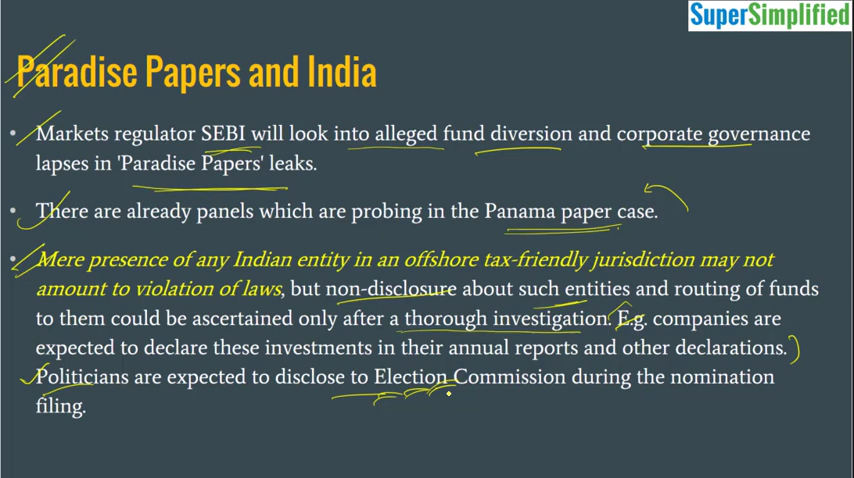 SuperSimplified
Paradise Papers and India
• Markets regulator SEBI will look into alleged fund diversion and corporate governance
lapses in 'Paradise Papers' leaks.
• There are already panels which are probing in the Panama paper case.
• Mere presence of any Indian entity in an offshore tax-friendly jurisdiction may not
amount to violation of laws, but non-disclosure about such entities and routing of funds
to them could be ascertained only after a thorough investigation. E.g. companies are
expected to declare these investments in their annual reports and other declarations.
Politicians are expected to disclose to Election Commission during the nomination
filing.